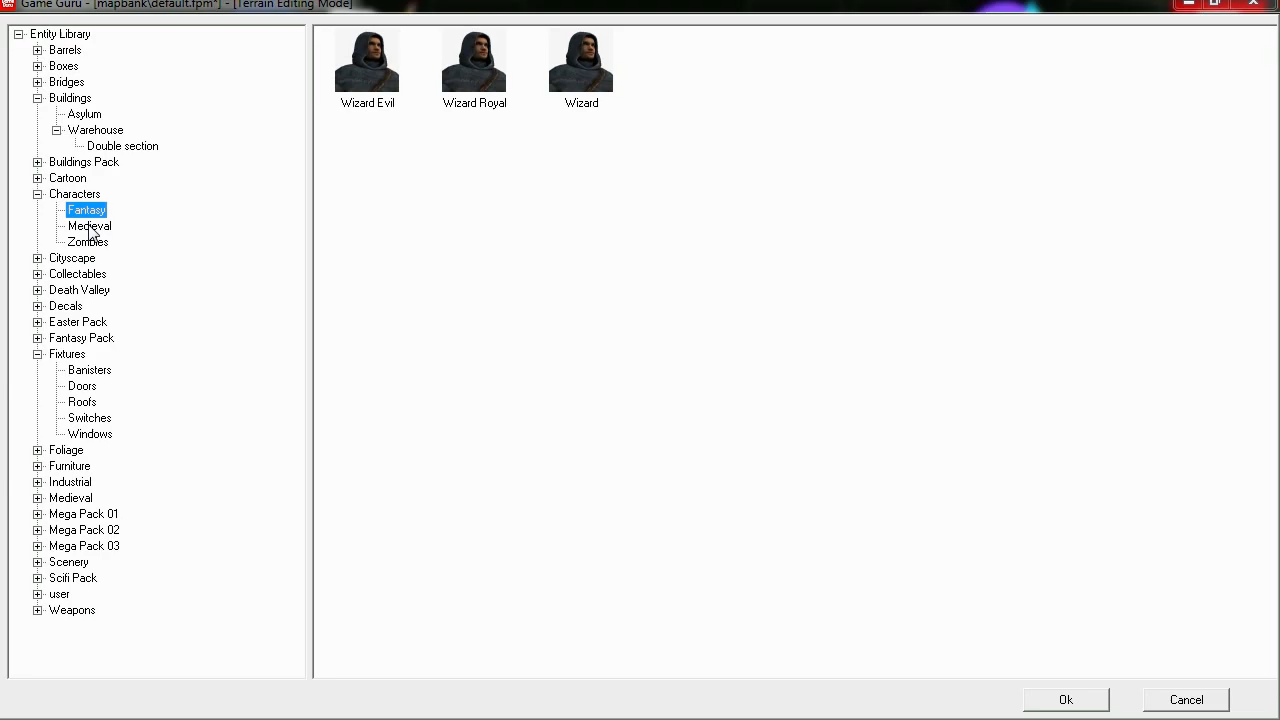 Game Guru - [mapbank\default.fpm*] - [Terrain Editing Mode]
Entity Library
Barrels
Boxes
Bridges
Buildings
Asylum
Warehouse
Double section
Buildings Pack
Cartoon
Characters
Fantasy
Medieval
Zombies
Cityscape
Collectables
Death Valley
Decals
Easter Pack
Fantasy Pack
Fixtures
Banisters
Doors
Roofs
Switches
Windows
Foliage
Furniture
Industrial
Medieval
Mega Pack 01
Mega Pack 02
Mega Pack 03
Scenery
Scifi Pack
user
Weapons
Wizard Evil
Wizard Royal
Wizard
Ok
Cancel